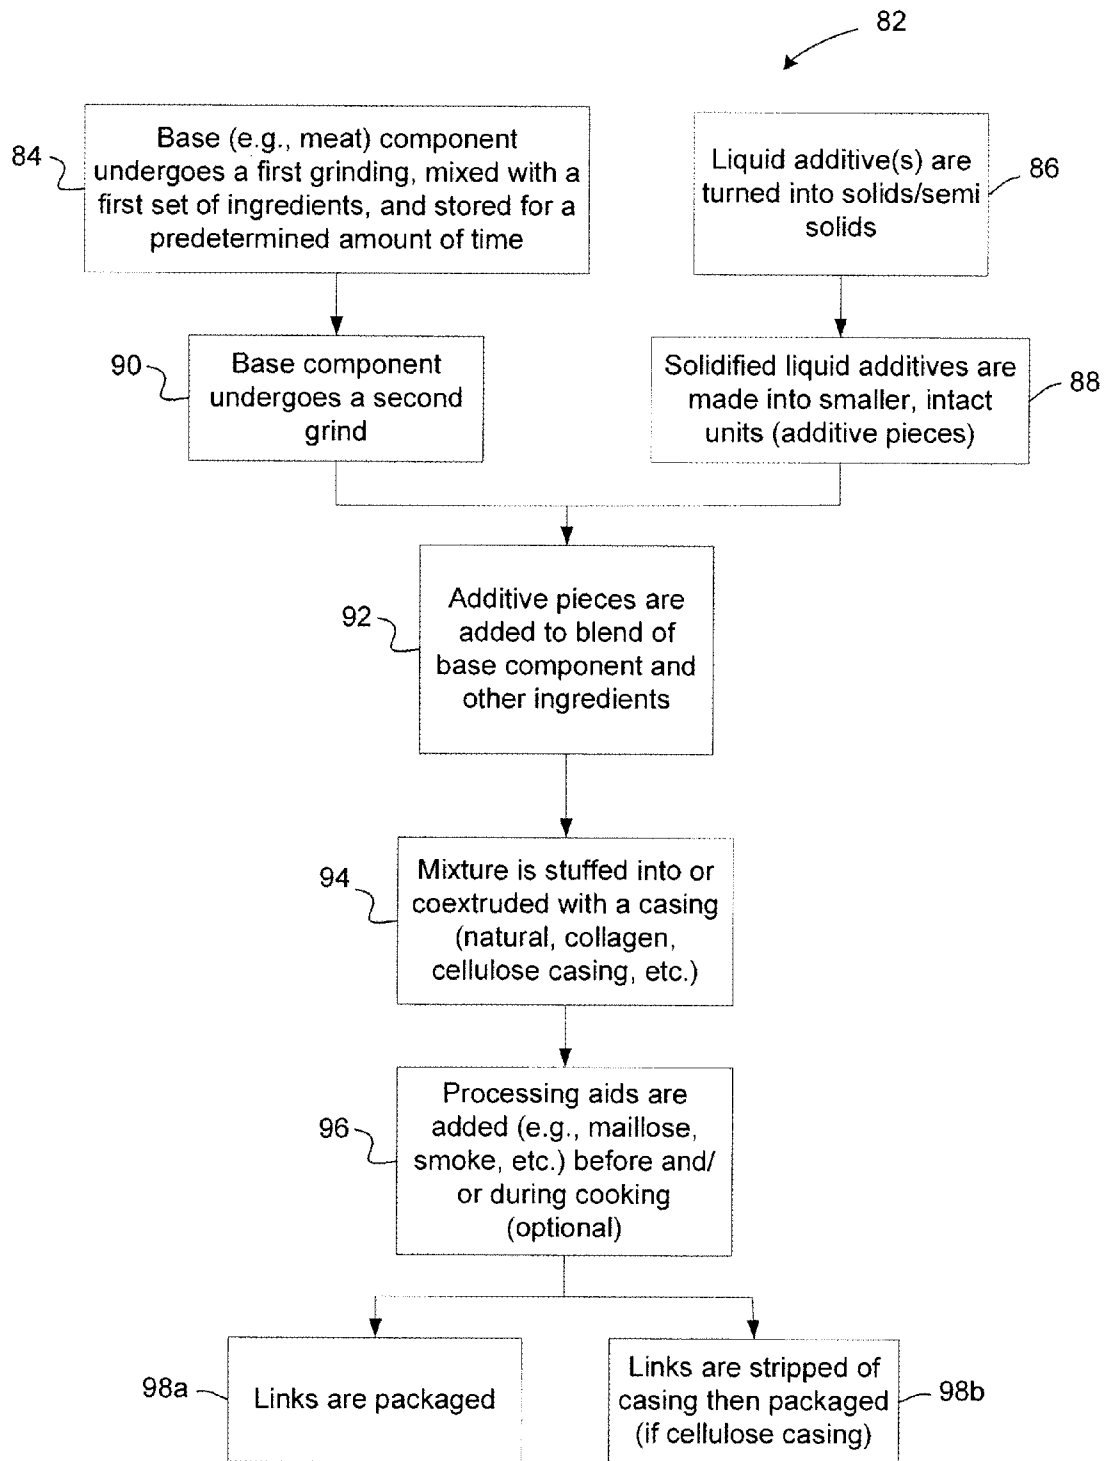 82
84
Base (e.g., meat) component
undergoes a first grinding, mixed with a
first set of ingredients, and stored for a
predetermined amount of time
Liquid additive(s) are
turned into solids/semi
solids
86
90
Base component
undergoes a second
grind
Solidified liquid additives are
made into smaller, intact
units (additive pieces)
88
92
Additive pieces are
added to blend of
base component and
other ingredients
94
Mixture is stuffed into or
coextruded with a casing
(natural, collagen,
cellulose casing, etc.)
96
Processing aids are
added (e.g., maillose,
smoke, etc.) before and/
or during cooking
(optional)
98a
Links are packaged
Links are stripped of
casing then packaged
(if cellulose casing)
98b